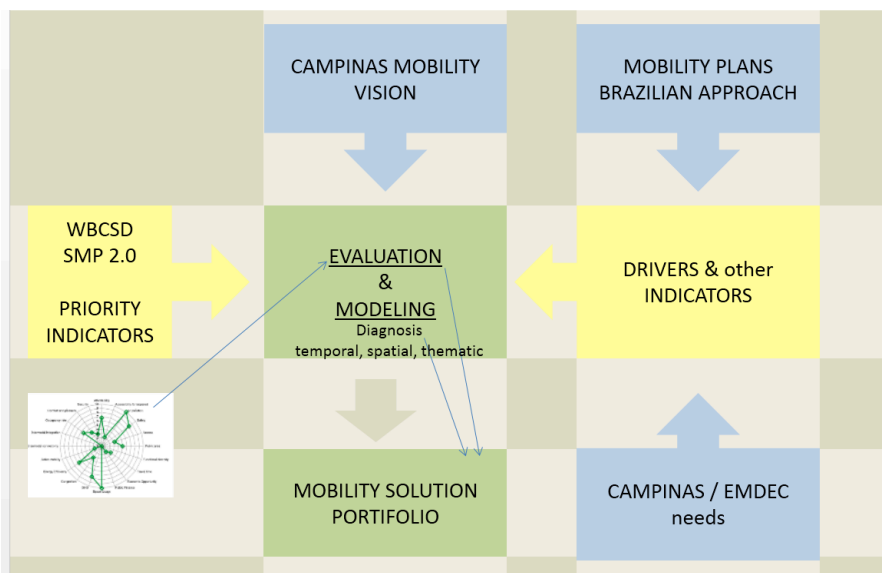 CAMPINAS MOBILITY
VISION
MOBILITY PLANS
BRAZILIAN APPROACH
WBCSD
SMP 2.0
PRIORITY
INDICATORS
EVALUATION
&
MODELING
Diagnosis
temporal, spatial, thematic
DRIVERS & other
INDICATORS
MOBILITY SOLUTION
PORTIFOLIO
CAMPINAS / EMDEC
needs